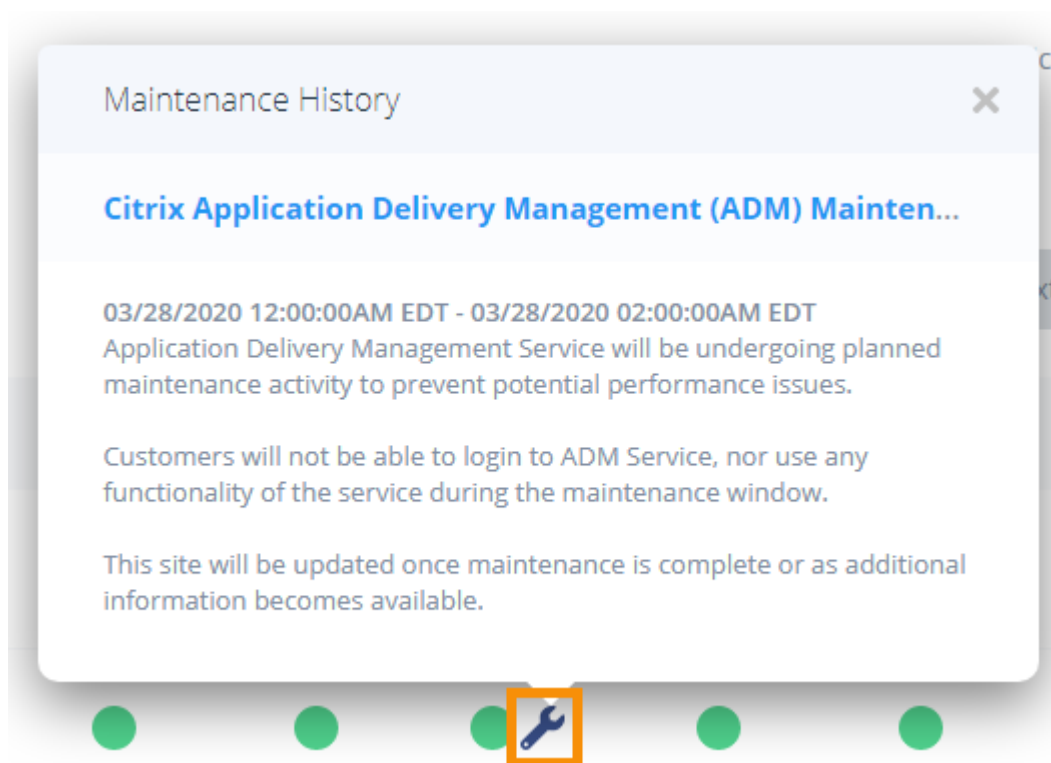 Maintenance History
Citrix Application Delivery Management (ADM) Mainten...
03/28/2020 12:00:00AM EDT - 03/28/2020 02:00:00AM EDT
Application Delivery Management Service will be undergoing planned
maintenance activity to prevent potential performance issues.
Customers will not be able to login to ADM Service, nor use any
functionality of the service during the maintenance window.
This site will be updated once maintenance is complete or as additional
information becomes available.